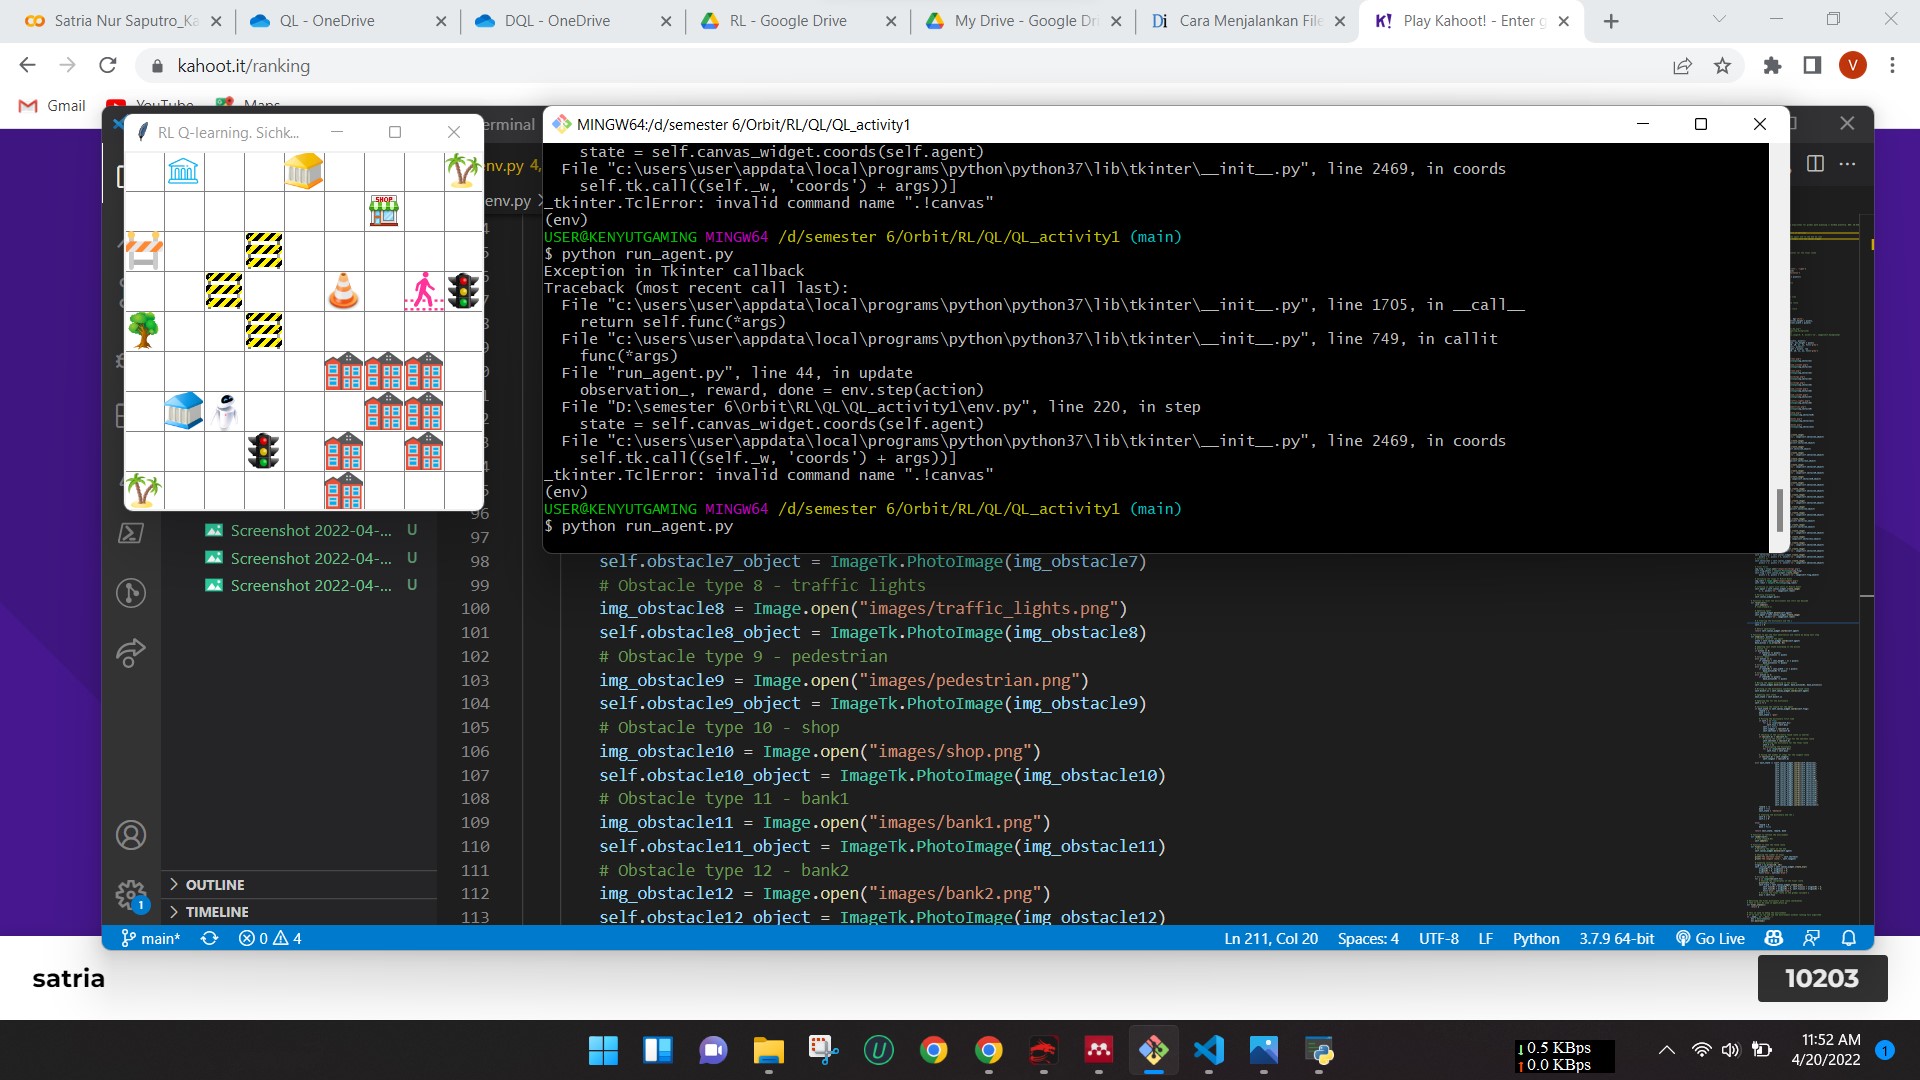 Satria Nur Saputro_Ka
QL - OneDrive
DQL - OneDrive
RL - Google Drive
My Drive - Google Dri
Cara Menjalankan File
Play Kahoot! - Enter g
kahoot.it/ranking
V
Gmail
YouTube
Maps
RL Q-learning. Sichk...
SHOP
erminal
env.py 4,
env.py
MINGW64:/d/semester 6/Orbit/RL/QL/QL_activity1
state = self.canvas_widget.coords(self.agent)
File "c:\users\user\appdata\local\programs\python\python37\lib\tkinter\__init__.py", line 2469, in coords
self.tk.call((self._w, 'coords') + args))]
_tkinter.TclError: invalid command name ".!canvas"
(env)
USER@KENYUTGAMING MINGW64 /d/semester 6/Orbit/RL/QL/QL_activity1 (main)
$ python run_agent.py
Exception in Tkinter callback
Traceback (most recent call last):
File "c:\users\user\appdata\local\programs\python\python37\lib\tkinter\__init__.py", line 1705, in __call__
return self.func(*args)
File "c:\users\user\appdata\local\programs\python\python37\lib\tkinter\__init__.py", line 749, in callit
func(*args)
File "run_agent.py", line 44, in update
observation_, reward, done = env.step(action)
File "D:\semester 6\Orbit\RL\QL\QL_activity1\env.py", line 220, in step
state = self.canvas_widget.coords(self.agent)
File "c:\users\user\appdata\local\programs\python\python37\lib\tkinter\__init__.py", line 2469, in coords
self.tk.call((self._w, 'coords') + args))]
_tkinter.TclError: invalid command name ".!canvas"
(env)
USER@KENYUTGAMING MINGW64 /d/semester 6/Orbit/RL/QL/QL_activity1 (main)
$ python run_agent.py
Screenshot 2022-04-... U
Screenshot 2022-04-... U
Screenshot 2022-04-... U
OUTLINE
TIMELINE
96
97
98 self.obstacle7_object = ImageTk.PhotoImage(img_obstacle7)
99 # Obstacle type 8 - traffic lights
100 img_obstacle8 = Image.open("images/traffic_lights.png")
101 self.obstacle8_object = ImageTk.PhotoImage(img_obstacle8)
102 # Obstacle type 9 - pedestrian
103 img_obstacle9 = Image.open("images/pedestrian.png")
104 self.obstacle9_object = ImageTk.PhotoImage(img_obstacle9)
105 # Obstacle type 10 - shop
106 img_obstacle10 = Image.open("images/shop.png")
107 self.obstacle10_object = ImageTk.PhotoImage(img_obstacle10)
108 # Obstacle type 11 - bank1
109 img_obstacle11 = Image.open("images/bank1.png")
110 self.obstacle11_object = ImageTk.PhotoImage(img_obstacle11)
111 # Obstacle type 12 - bank2
112 img_obstacle12 = Image.open("images/bank2.png")
113 self.obstacle12_object = ImageTk.PhotoImage(img_obstacle12)
1
main* 0 4
Ln 211, Col 20 Spaces: 4 UTF-8 LF Python 3.7.9 64-bit Go Live
satria
10203
0.5 KBps
0.0 KBps
11:52 AM
4/20/2022
1